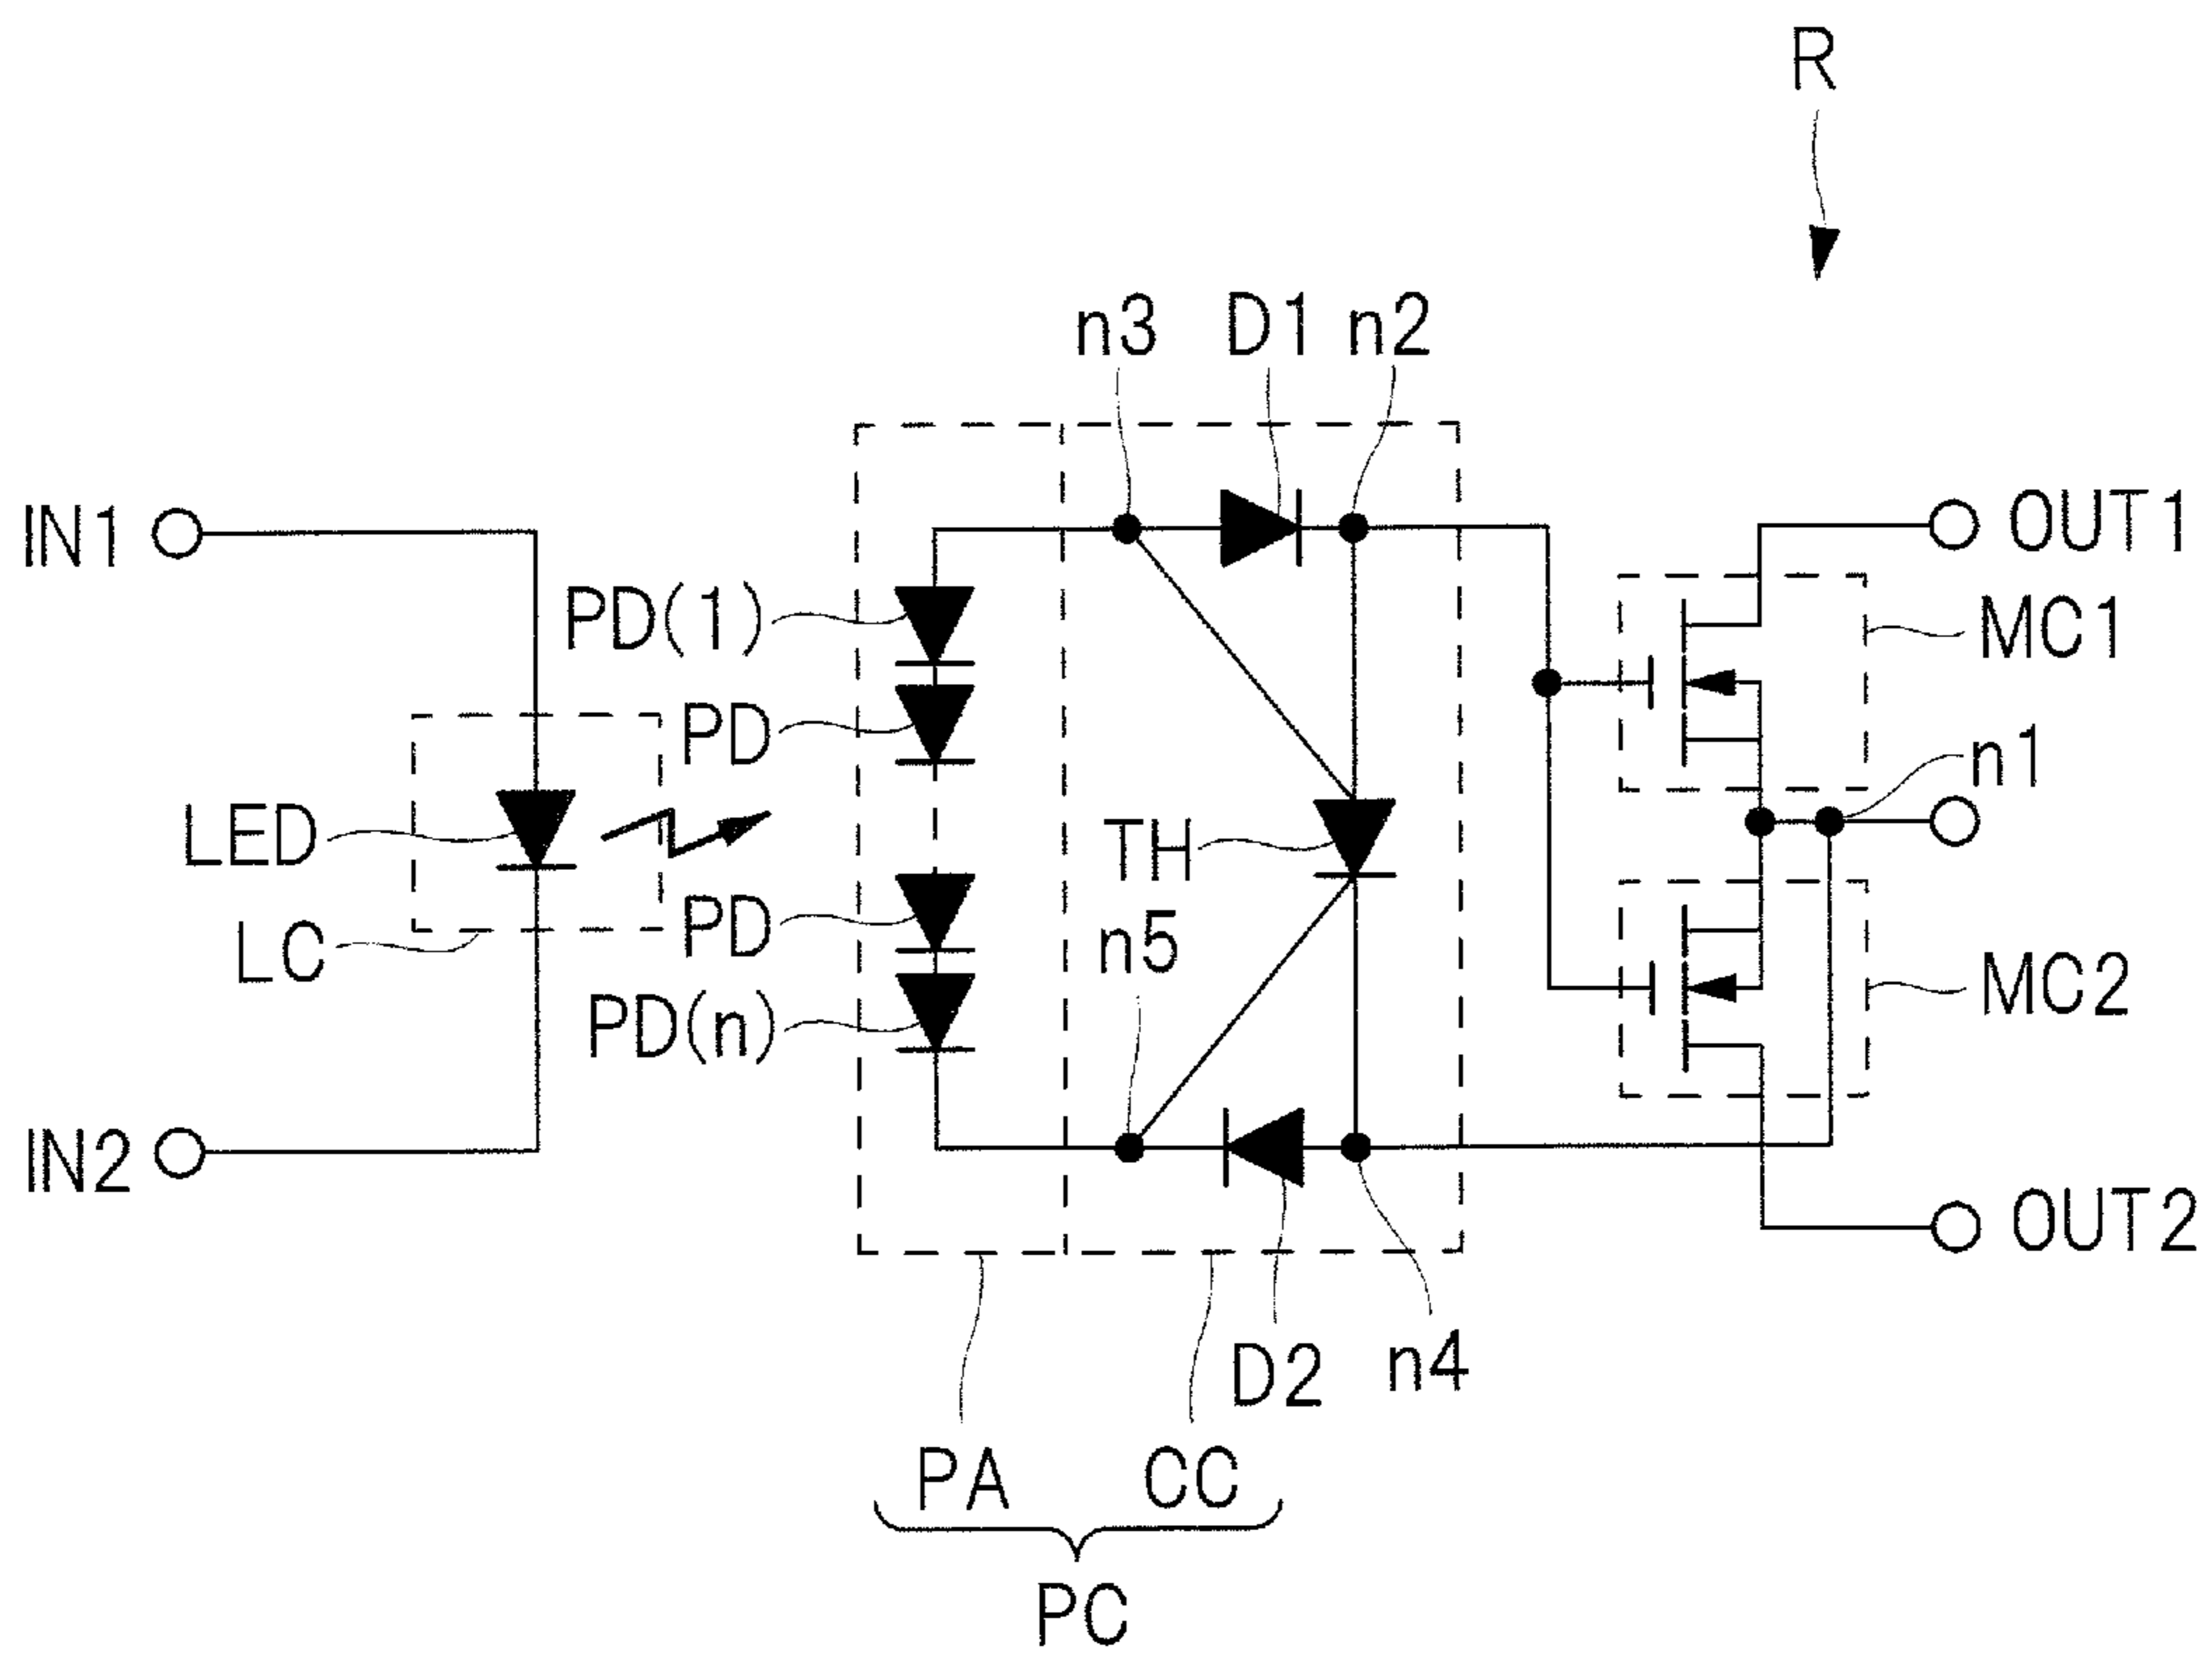 R
n3 D1 n2
IN1
OUT1
PD(1)
MC1
PD
n1
LED
TH
PD
n5
LC
MC2
PD(n)
IN2
OUT2
D2
n4
PA
CC
PC